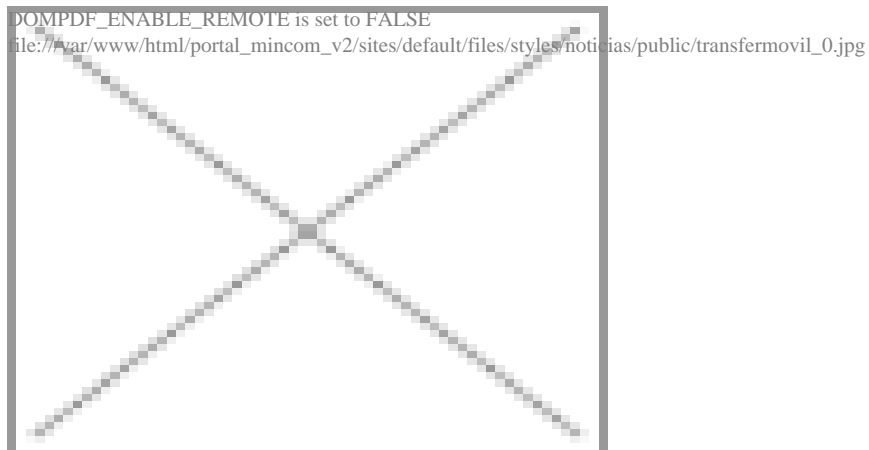 DOMPDF_ENABLE_REMOTE is set to FALSE
file:///var/www/html/portal_mincom_v2/sites/default/files/styles/noticias/public/transfermovil_0.jpg